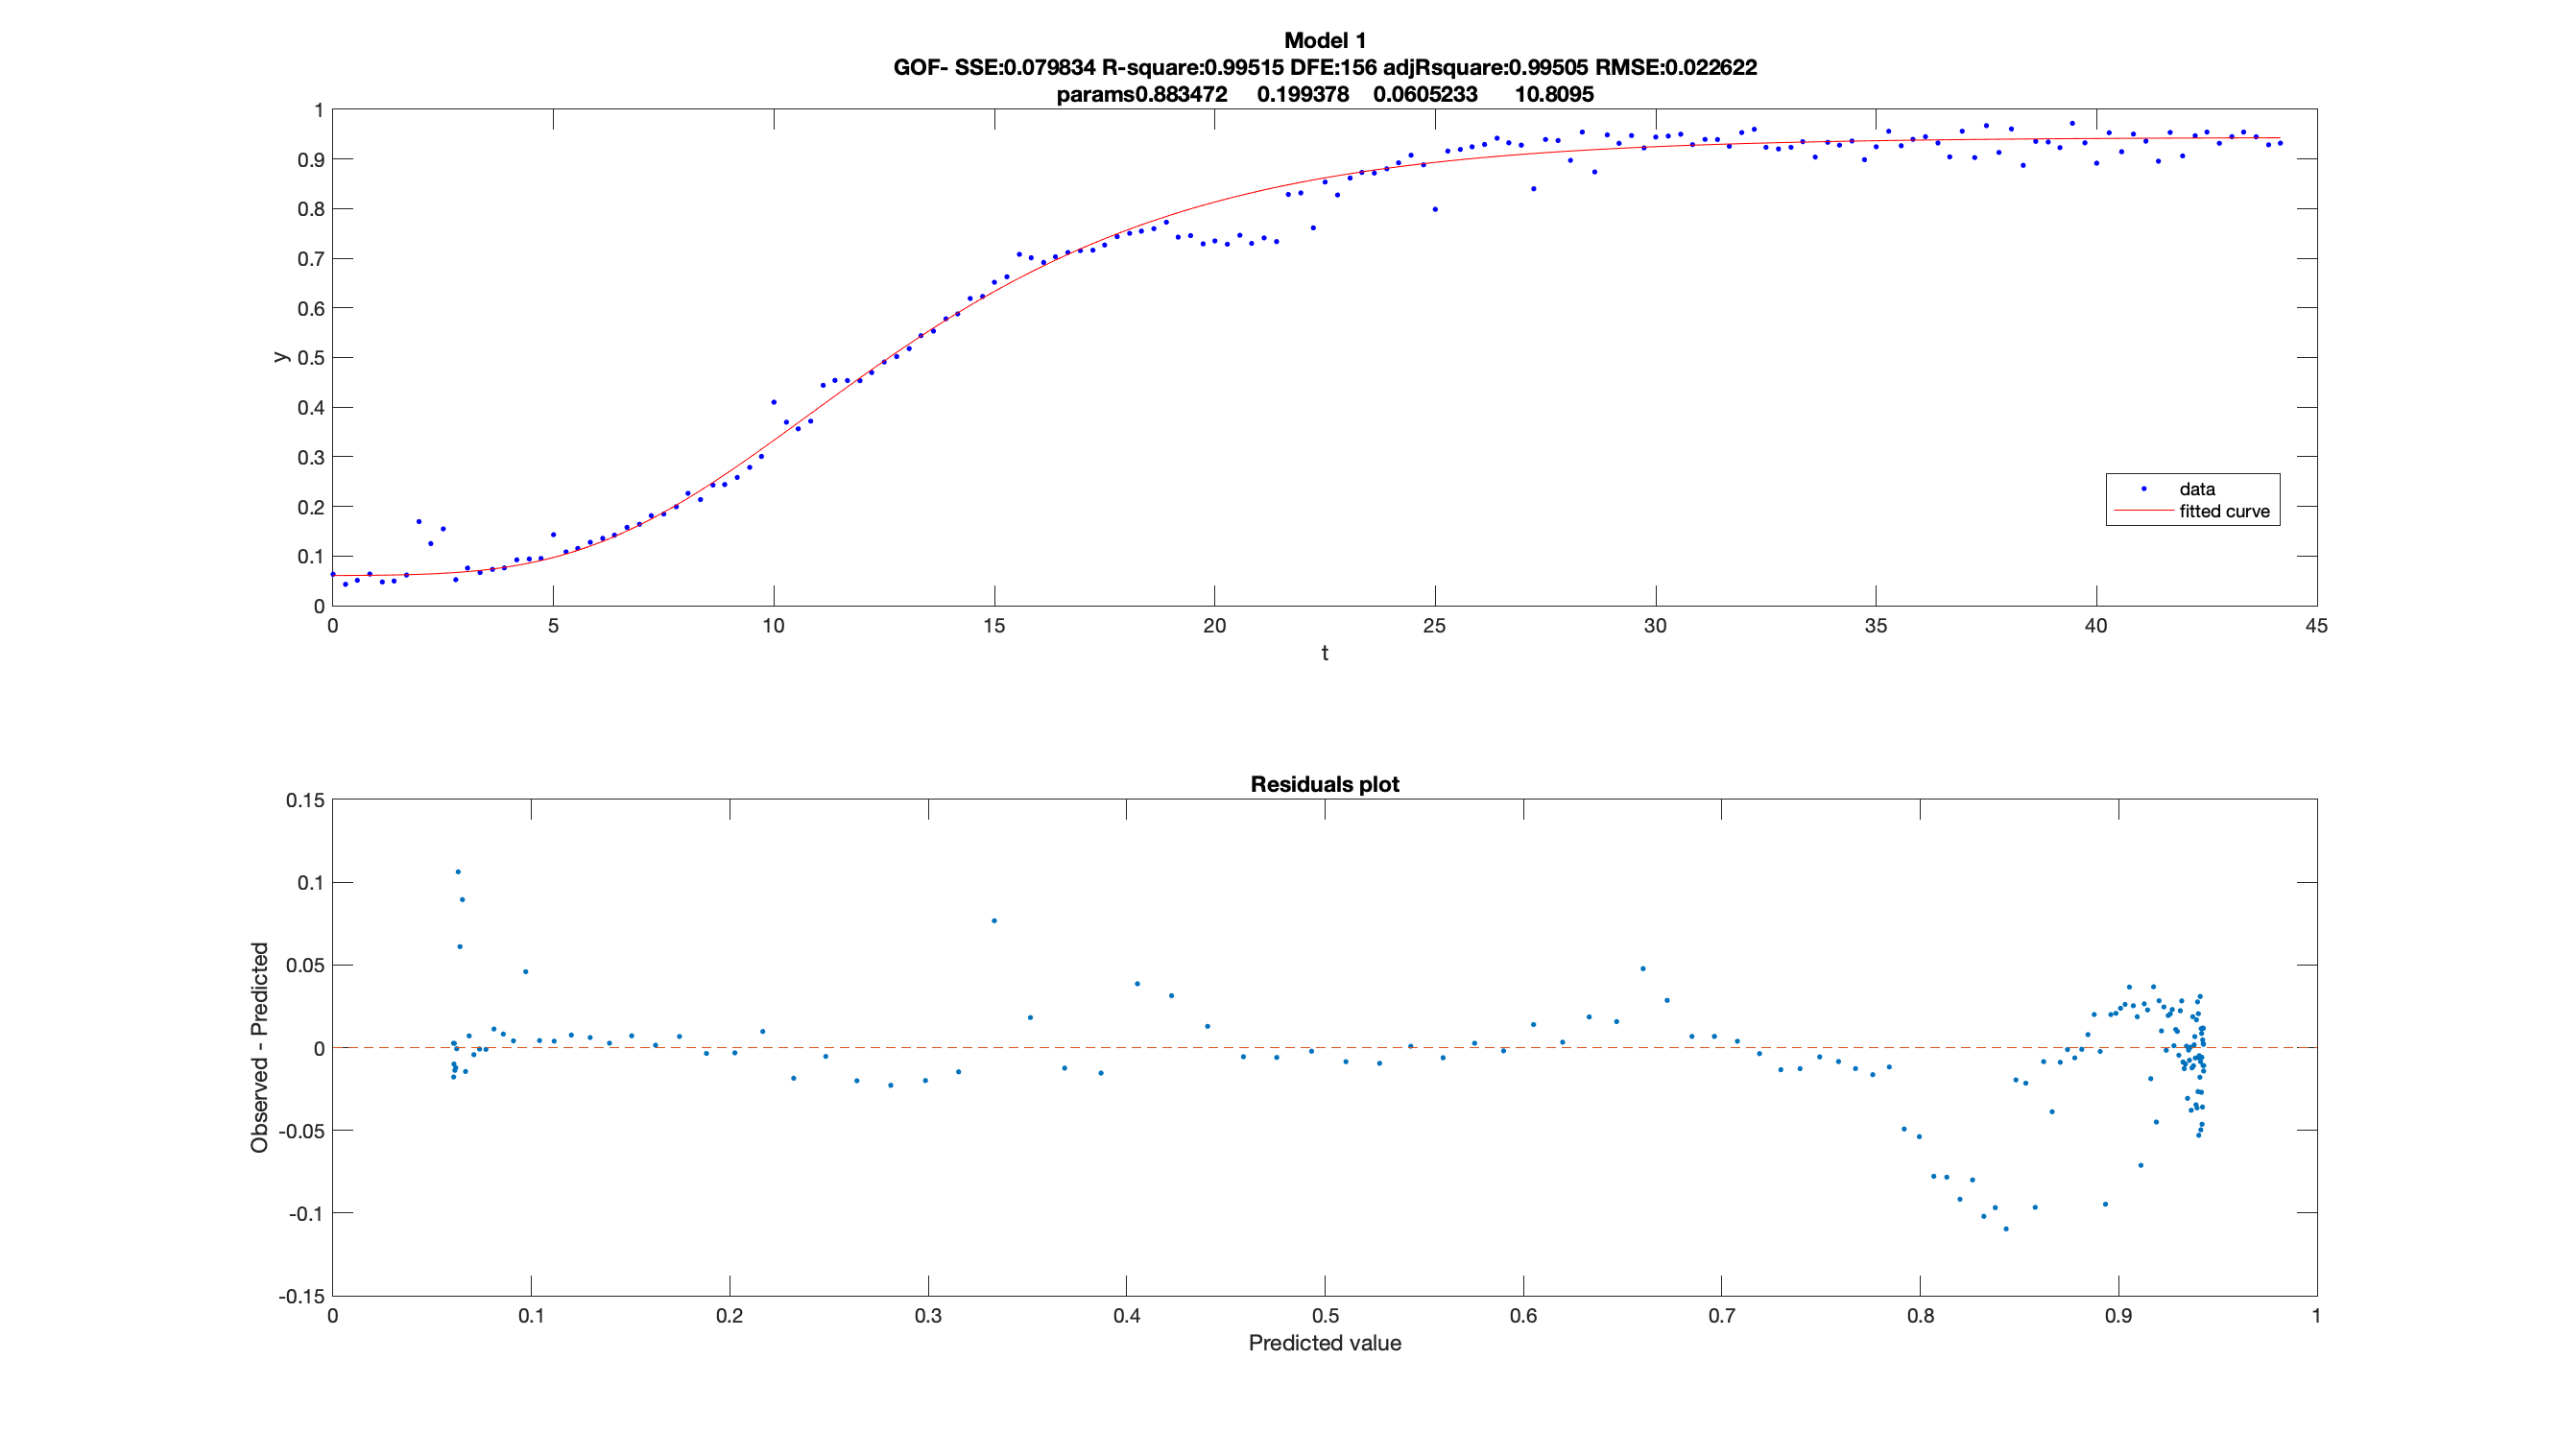 Model 1
GOF- SSE:0.079834 R-square:0.99515 DFE:156 adjRsquare:0.99505 RMSE:0.022622
params0.883472 0.199378 0.0605233 10.8095
1
0.9
0.8
0.7
0.6
0.5
0.4
0.3
0.2
0.1
0
y
data
fitted curve
0 5 10 15 20 25 30 35 40 45
t
Residuals plot
0.15
0.1
0.05
0
-0.05
-0.1
-0.15
Observed - Predicted
0 0.1 0.2 0.3 0.4 0.5 0.6 0.7 0.8 0.9 1
Predicted value